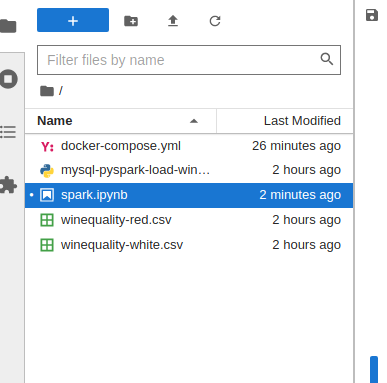 Filter files by name
/
Name Last Modified
docker-compose.yml 26 minutes ago
mysql-pyspark-load-win… 2 hours ago
spark.ipynb 2 minutes ago
winequality-red.csv 2 hours ago
winequality-white.csv 2 hours ago